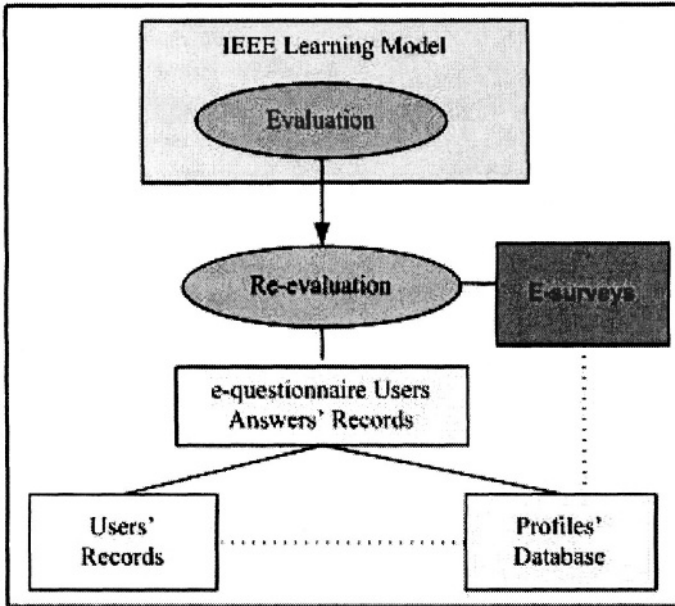 IEEE Learning Model
Evaluation
Re-evaluation
E-surveys
e-questionnaire Users
Answers' Records
Users'
Records
Profiles'
Database